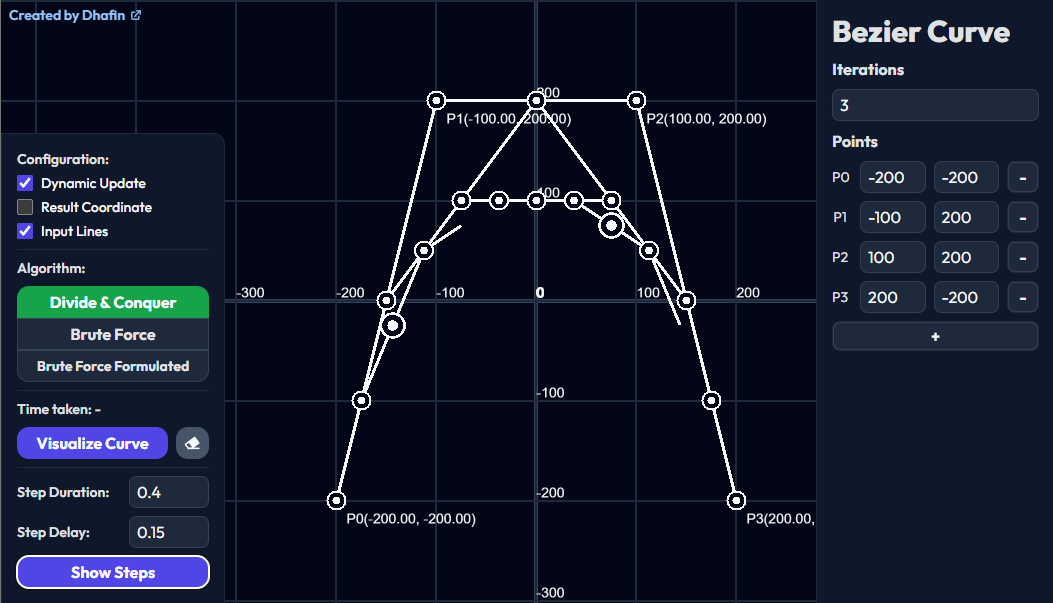 Created by Dhafin
Configuration:
Dynamic Update
Result Coordinate
Input Lines
Algorithm:
Divide & Conquer
Brute Force
Brute Force Formulated
Time taken: -
Visualize Curve
Step Duration: 0.4
Step Delay: 0.15
Show Steps
200
P1(-100.00, 200.00)
P2(100.00, 200.00)
100
-300 -200 -100 0 100 200
-100
-200
P0(-200.00, -200.00)
P3(200.00,
-300
Bezier Curve
Iterations
3
Points
P0 -200 -200 -
P1 -100 200 -
P2 100 200 -
P3 200 -200 -
+